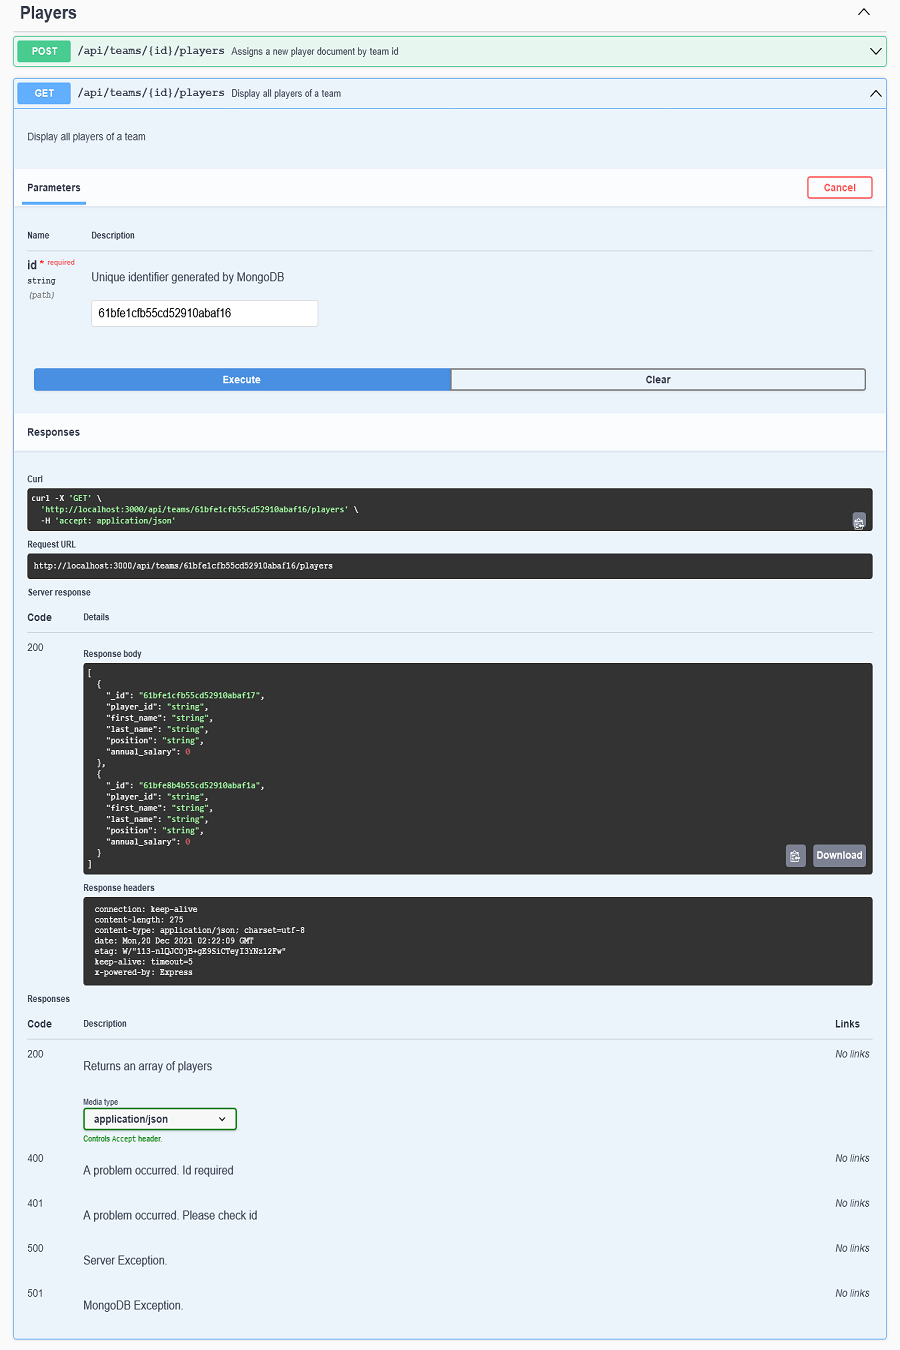 Players
POST /api/teams/{id}/players Assigns a new player document by team id
GET /api/teams/{id}/players Display all players of a team
Display all players of a team
Parameters
Cancel
Name Description
id * required
string
(path)
Unique identifier generated by MongoDB
61bfe1cfb55cd52910abaf16
Execute Clear
Responses
Curl
curl -X 'GET' \
'http://localhost:3000/api/teams/61bfe1cfb55cd52910abaf16/players' \
-H 'accept: application/json'
Request URL
http://localhost:3000/api/teams/61bfe1cfb55cd52910abaf16/players
Server response
Code Details
200
Response body
[
{
"_id": "61bfe1cfb55cd52910abaf17",
"player_id": "string",
"first_name": "string",
"last_name": "string",
"position": "string",
"annual_salary": 0
},
{
"_id": "61bfe8b4b55cd52910abaf1a",
"player_id": "string",
"first_name": "string",
"last_name": "string",
"position": "string",
"annual_salary": 0
}
]
Download
Response headers
connection: keep-alive
content-length: 275
content-type: application/json; charset=utf-8
date: Mon,20 Dec 2021 02:22:09 GMT
etag: W/"113-nlQJC0jB+gE9SiCTeyI3YNz12Fw"
keep-alive: timeout=5
x-powered-by: Express
Responses
Code Description Links
200 No links
Returns an array of players
Media type
application/json
Controls Accept header.
400 No links
A problem occurred. Id required
401 No links
A problem occurred. Please check id
500 No links
Server Exception.
501 No links
MongoDB Exception.